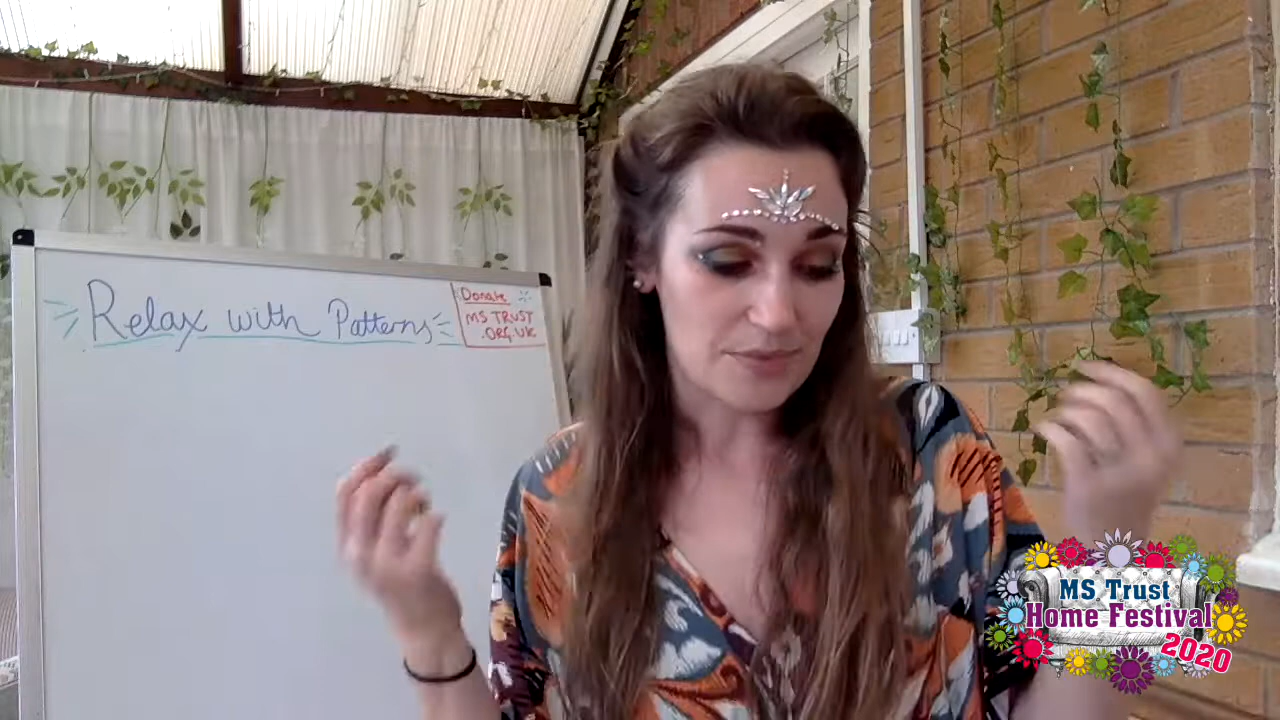 Relax with Patterns
Donate
MS TRUST
.ORG.UK
MS Trust
Home Festival
2020